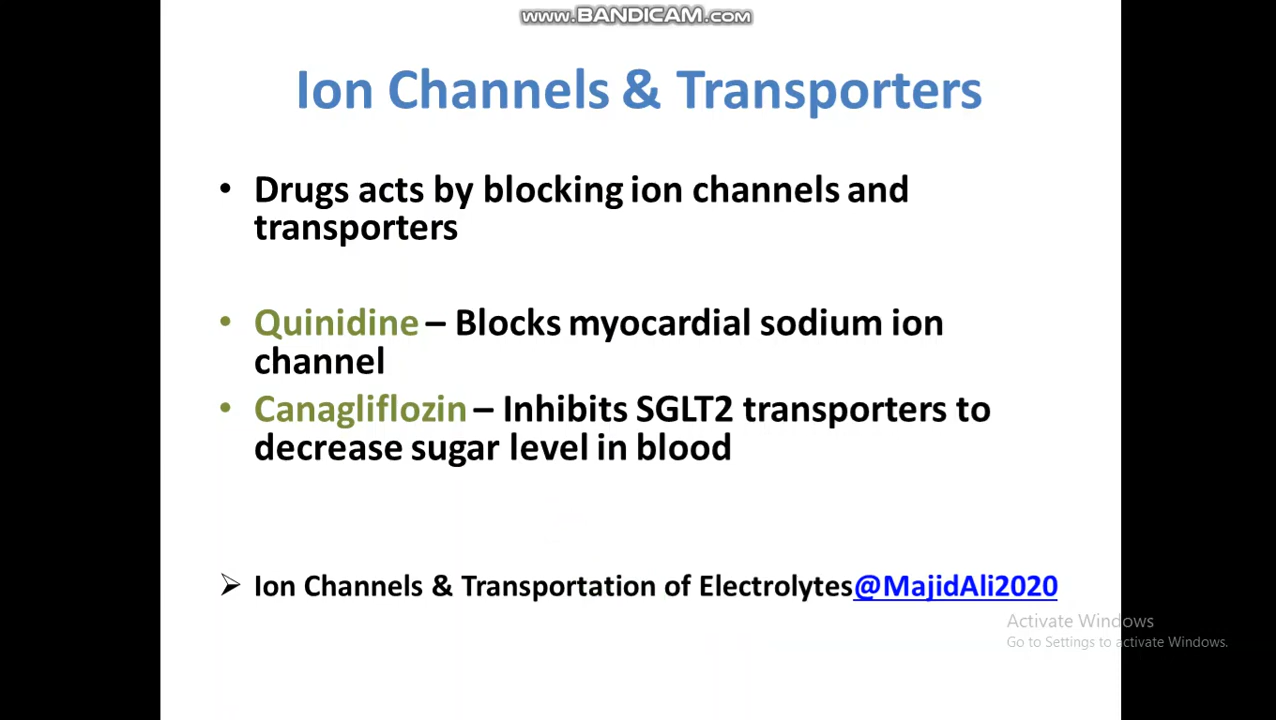 www.BANDICAM.com
Ion Channels & Transporters
• Drugs acts by blocking ion channels and
transporters
• Quinidine – Blocks myocardial sodium ion
channel
• Canagliflozin – Inhibits SGLT2 transporters to
decrease sugar level in blood
➢ Ion Channels & Transportation of Electrolytes@MajidAli2020
Activate Windows
Go to Settings to activate Windows.